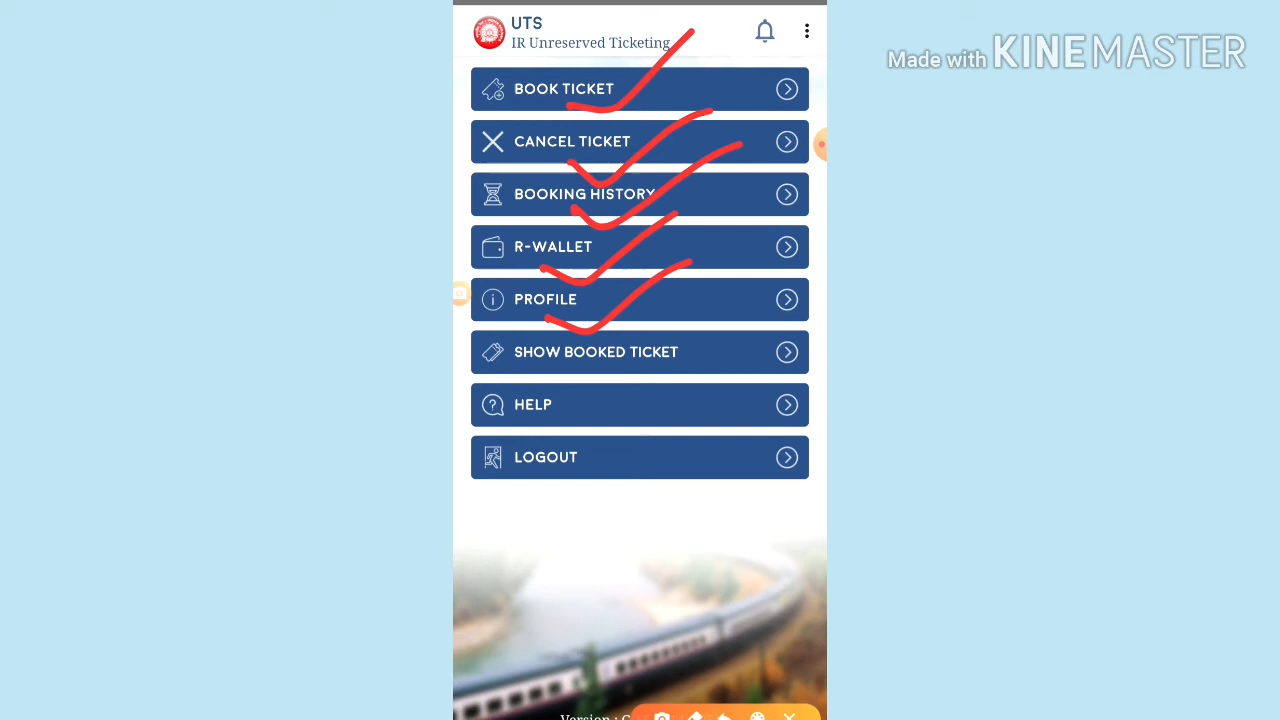 UTS
IR Unreserved Ticketing
Made with KINEMASTER
BOOK TICKET
CANCEL TICKET
BOOKING HISTORY
R-WALLET
PROFILE
SHOW BOOKED TICKET
HELP
LOGOUT
Version :